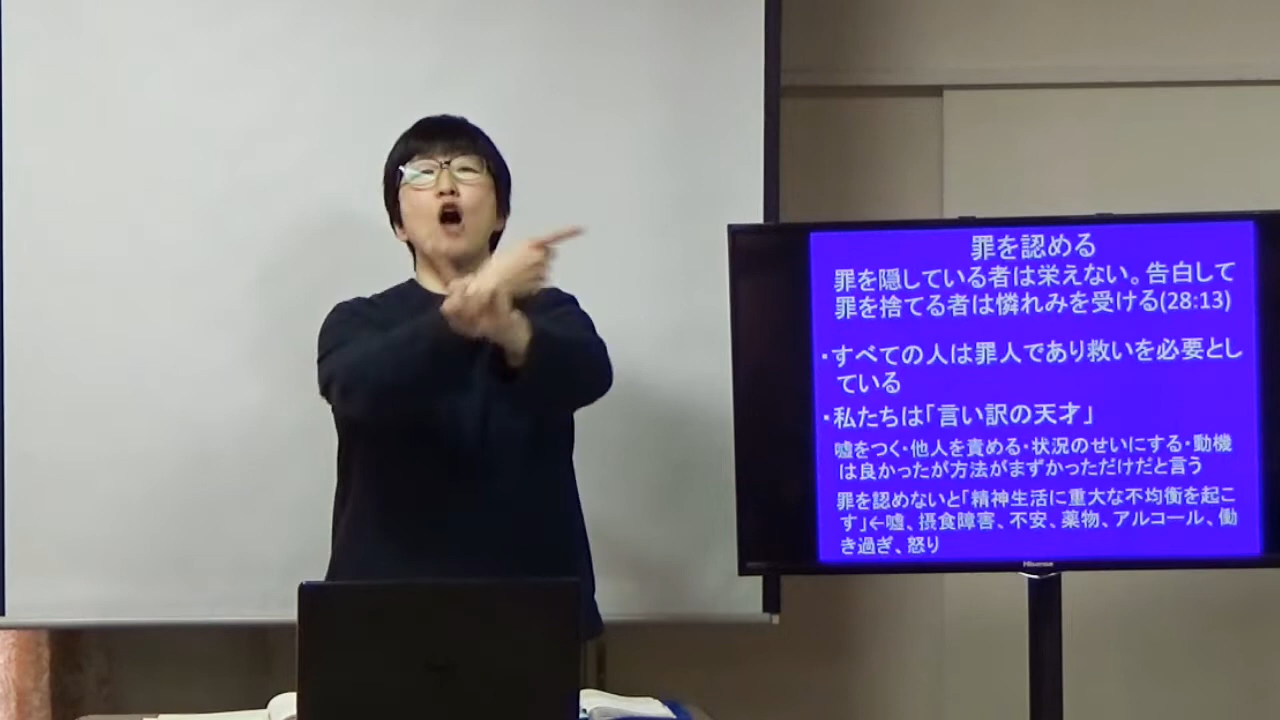 罪を認める
罪を隠している者は栄えない。告白して
罪を捨てる者は憐れみを受ける(28:13)
・すべての人は罪人であり救いを必要とし
ている
・私たちは「言い訳の天才」
嘘をつく・他人を責める・状況のせいにする・動機
は良かったが方法がまずかっただけだと言う
罪を認めないと「精神生活に重大な不均衡を起こ
す」←嘘、摂食障害、不安、薬物、アルコール、働
き過ぎ、怒り
Hisense